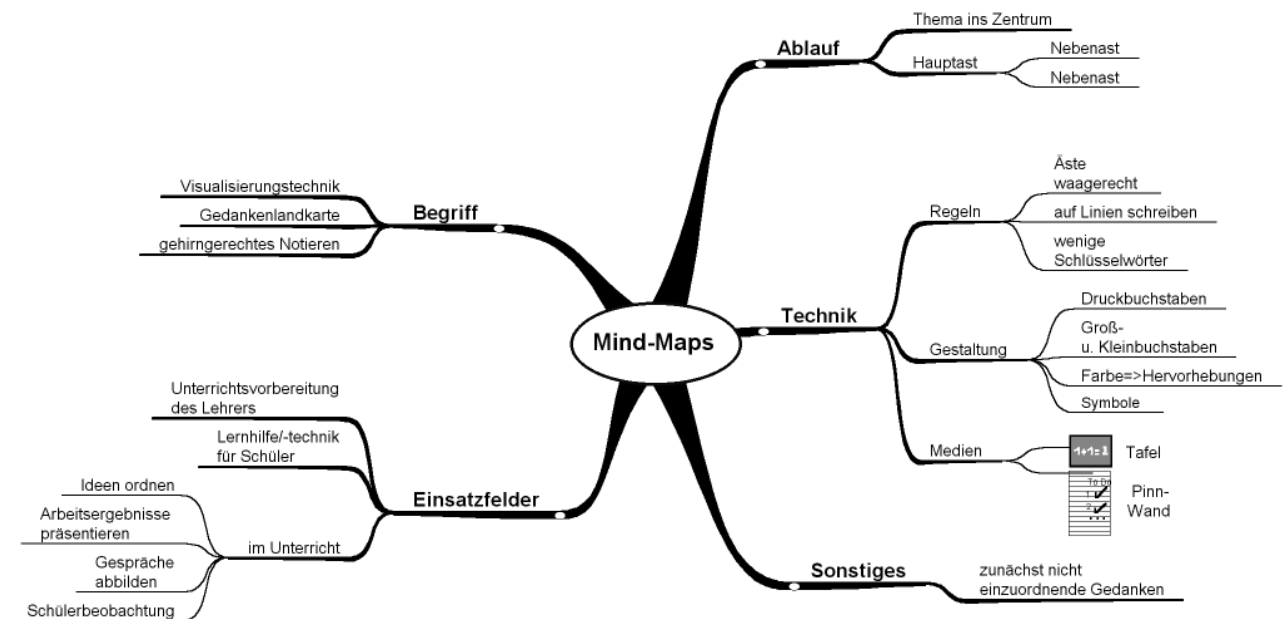 Mind-Maps
Ablauf
Thema ins Zentrum
Hauptast
Nebenast
Nebenast
Technik
Regeln
Äste
waagerecht
auf Linien schreiben
wenige
Schlüsselwörter
Gestaltung
Druckbuchstaben
Groß-
u. Kleinbuchstaben
Farbe=>Hervorhebungen
Symbole
Medien
1+1=2
Tafel
To Do
1
2
Pinn-
Wand
Sonstiges
zunächst nicht
einzuordnende Gedanken
Begriff
Visualisierungstechnik
Gedankenlandkarte
gehirngerechtes Notieren
Einsatzfelder
Unterrichtsvorbereitung
des Lehrers
Lernhilfe/-technik
für Schüler
im Unterricht
Ideen ordnen
Arbeitsergebnisse
präsentieren
Gespräche
abbilden
Schülerbeobachtung